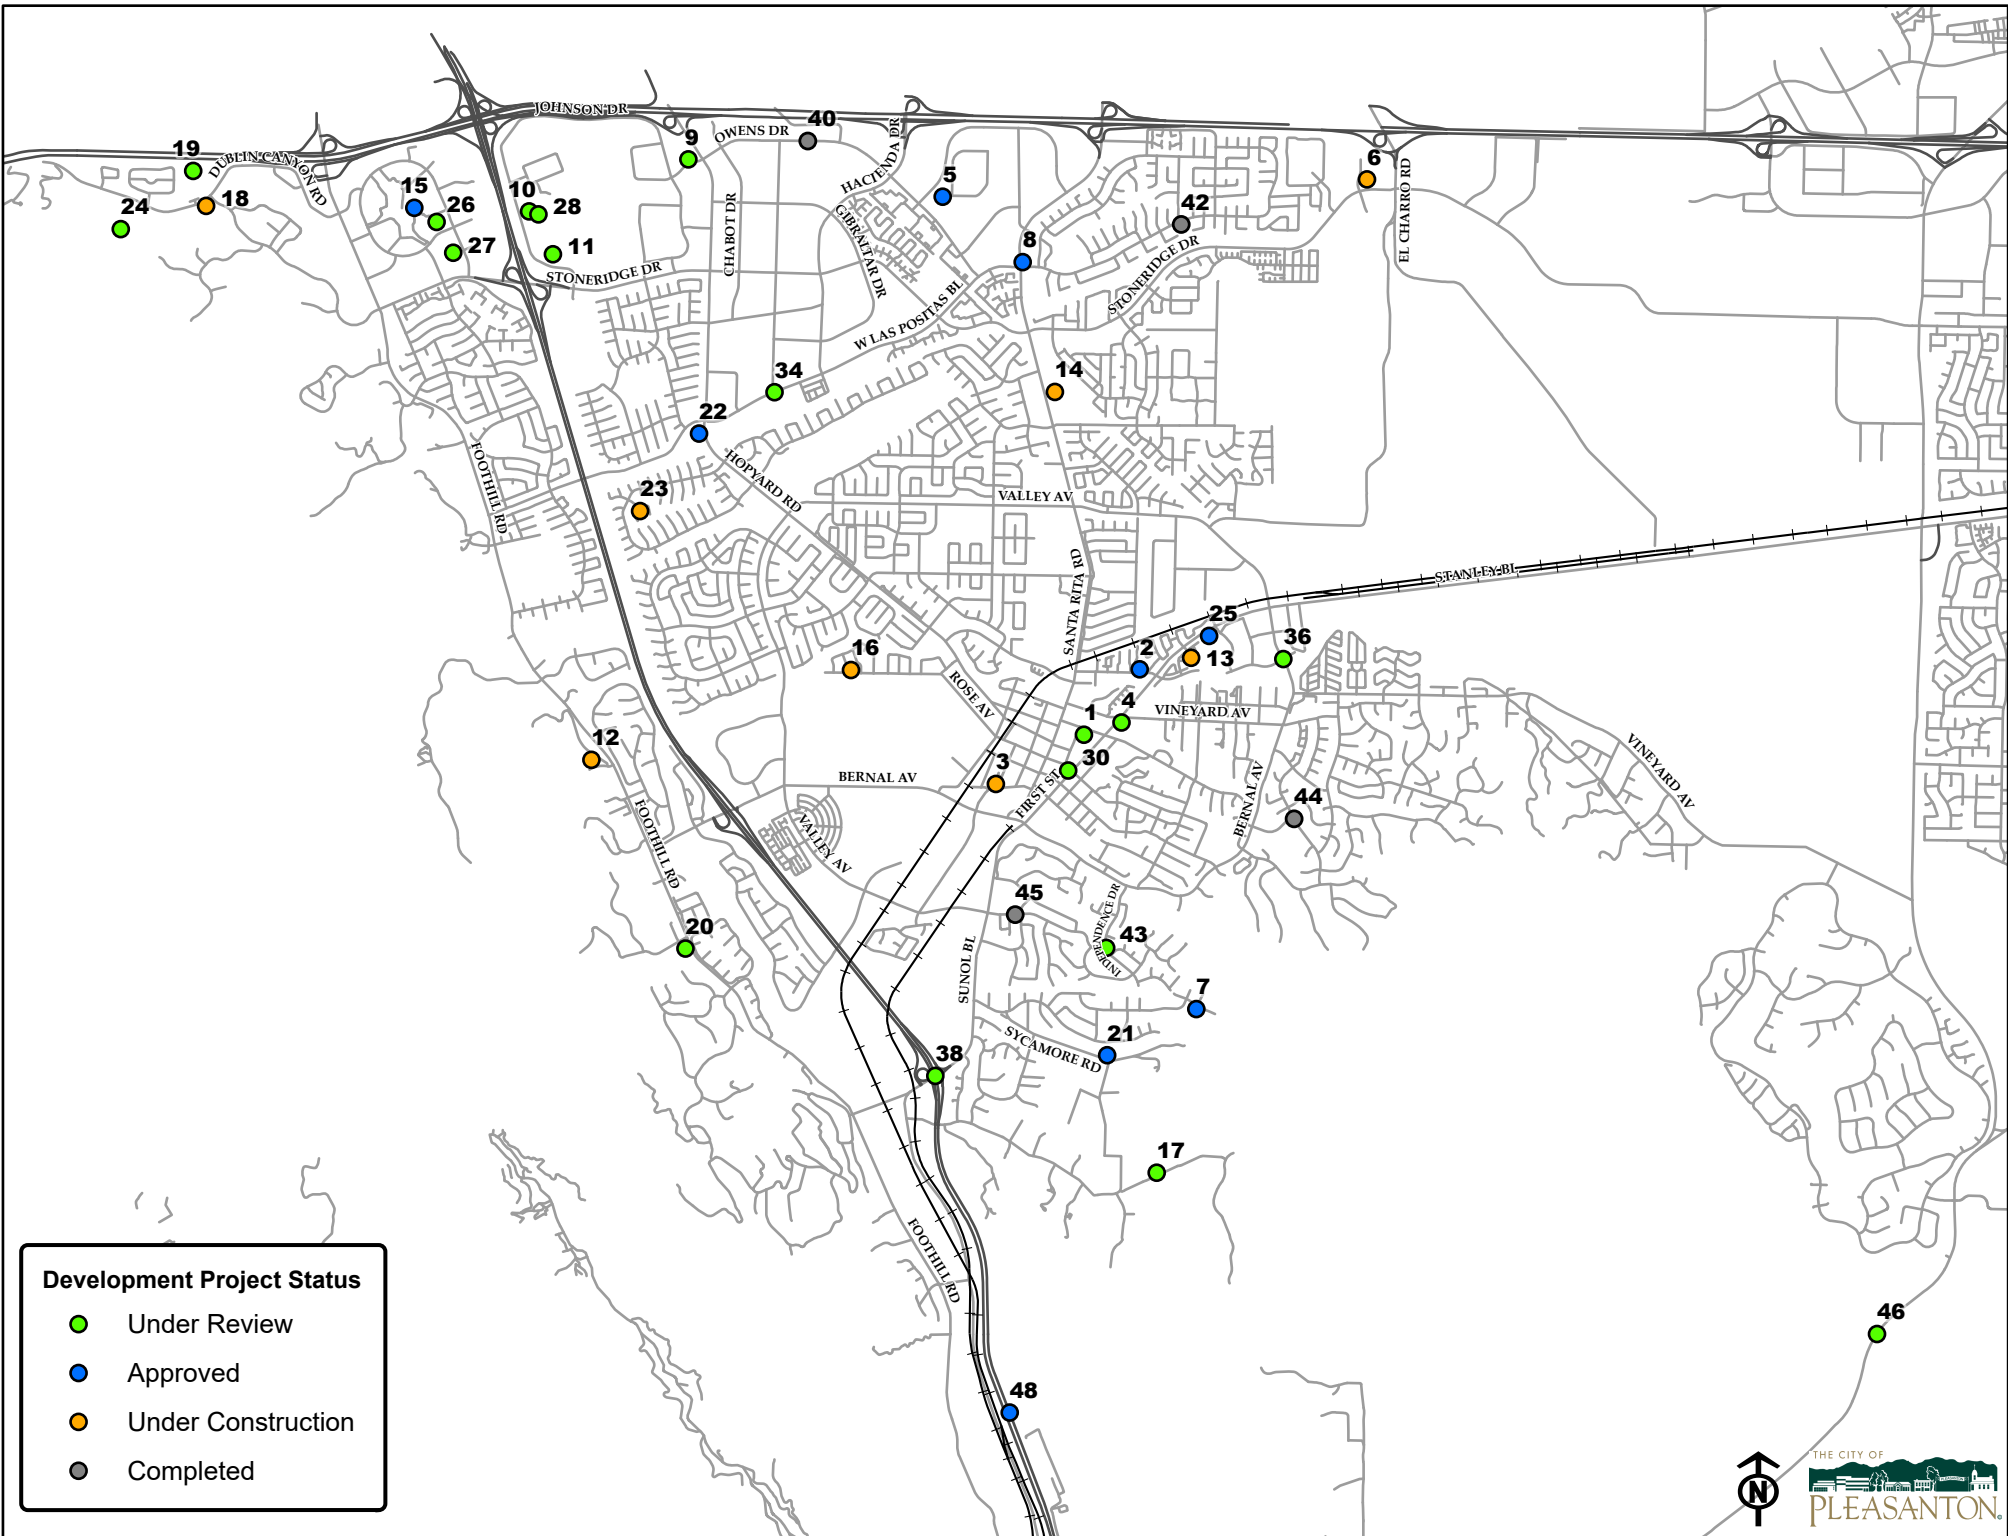 JOHNSON DR
40
9
OWENS DR
19
DUBLIN CANYON RD
HACIENDA DR
6
EL CHARRO RD
5
15
10
18
26
28
24
42
GIBRALTAR DR
CHABOT DR
8
27
11
STONERIDGE DR
STONERIDGE DR
W LAS POSITAS BL
34
14
22
FOOTHILL RD
HOPYARD RD
23
VALLEY AV
SANTA RITA RD
STANLEY BL
25
36
16
2
13
ROSE AV
4
VINEYARD AV
1
12
3
30
VINEYARD AV
BERNAL AV
FIRST ST
BERNAL AV
44
FOOTHILL RD
VALLEY AV
45
INDEPENDENCE DR
20
43
SUNOL BL
7
21
SYCAMORE RD
38
17
FOOTHILL RD
46
48
Development Project Status
Under Review
Approved
Under Construction
Completed
N
THE CITY OF
PLEASANTON